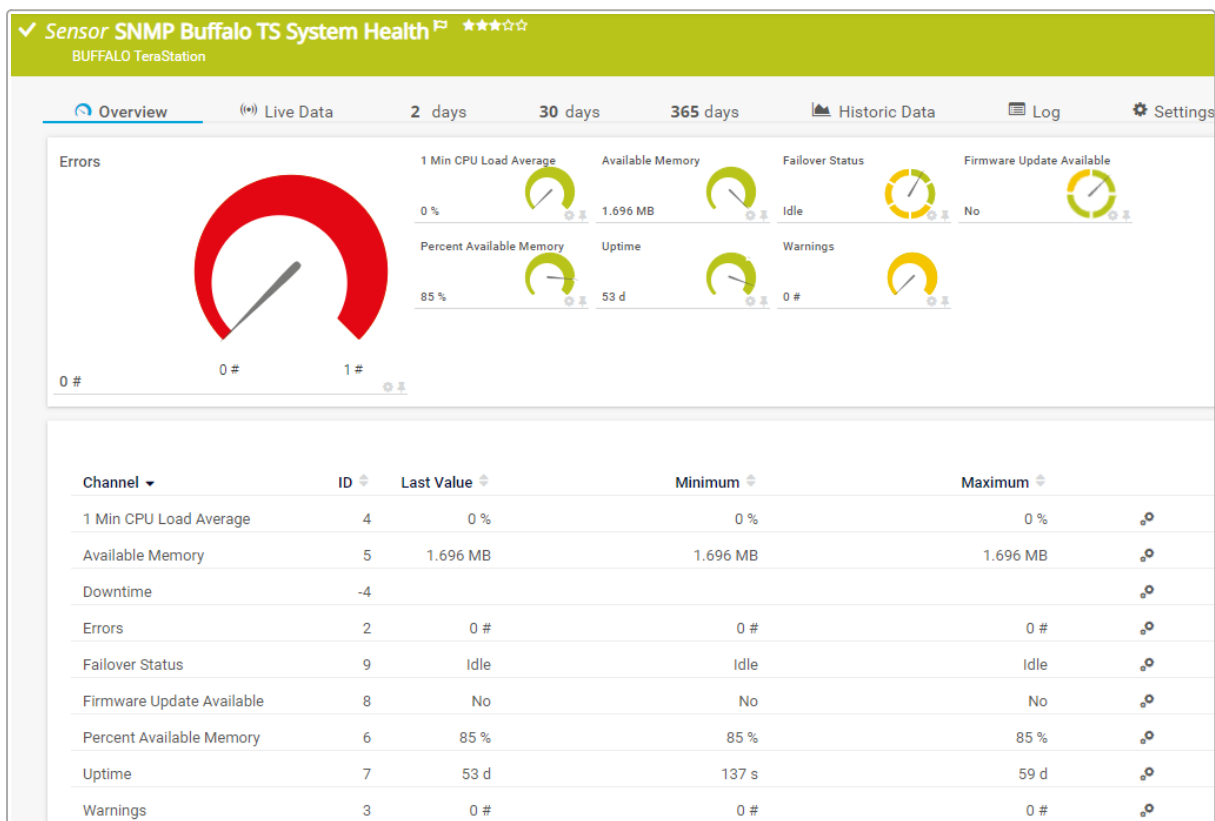 Sensor SNMP Buffalo TS System Health
BUFFALO TeraStation
Overview Live Data 2 days 30 days 365 days Historic Data Log Settings
Errors
0 #
1 #
0 #
1 Min CPU Load Average
0 %
Available Memory
1.696 MB
Failover Status
Idle
Firmware Update Available
No
Percent Available Memory
85 %
Uptime
53 d
Warnings
0 #
Channel ID Last Value Minimum Maximum
1 Min CPU Load Average 4 0 % 0 % 0 %
Available Memory 5 1.696 MB 1.696 MB 1.696 MB
Downtime -4
Errors 2 0 # 0 # 0 #
Failover Status 9 Idle Idle Idle
Firmware Update Available 8 No No No
Percent Available Memory 6 85 % 85 % 85 %
Uptime 7 53 d 137 s 59 d
Warnings 3 0 # 0 # 0 #